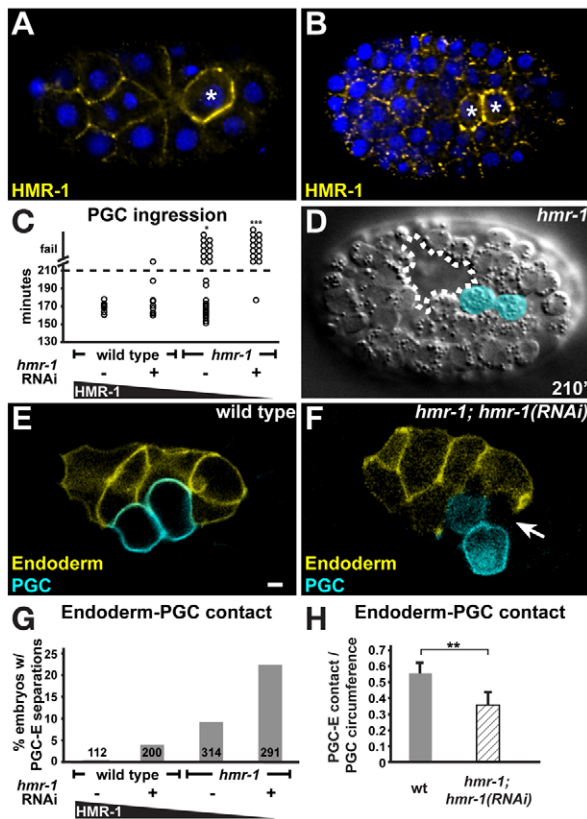 A
*
HMR-1
B
* *
HMR-1
C
PGC ingression
fail
210
190
170
150
130
minutes
* ***
wild type hmr-1
hmr-1
RNAi
- + - +
HMR-1
D
hmr-1
210'
E
wild type
Endoderm
PGC
F
hmr-1; hmr-1(RNAi)
Endoderm
PGC
G
Endoderm-PGC contact
% embryos w/
PGC-E separations
25
20
15
10
5
0
112 200 314 291
wild type hmr-1
hmr-1
RNAi
- + - +
HMR-1
H
Endoderm-PGC contact
PGC-E contact /
PGC circumference
0.7
0.6
0.5
0.4
0.3
0.2
0.1
0
**
wt
hmr-1;
hmr-1(RNAi)